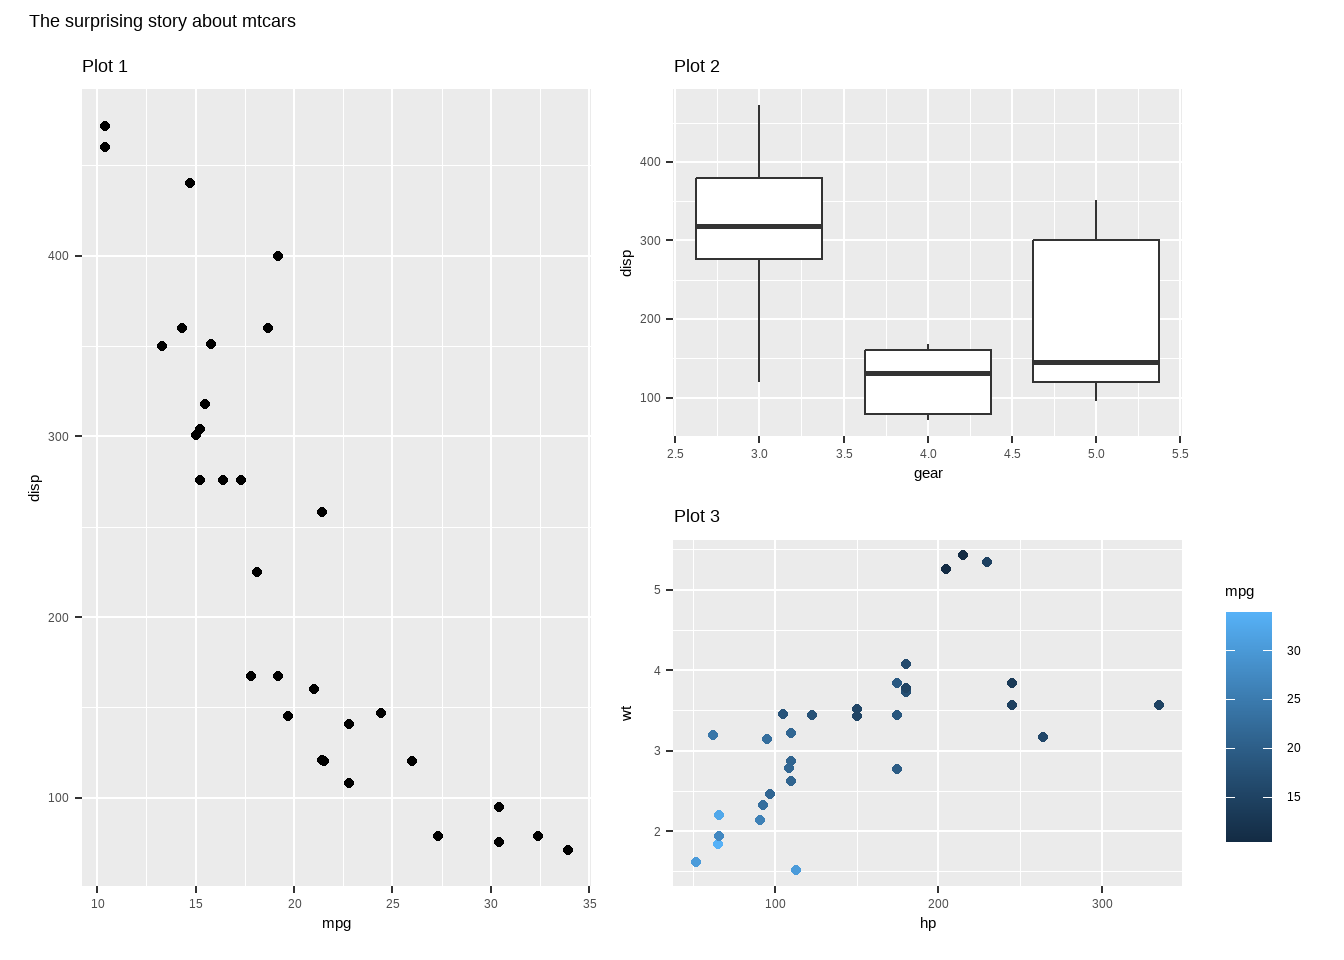 The surprising story about mtcars
Plot 1
disp
400
300
200
100
10 15 20 25 30 35
mpg
Plot 2
disp
400
300
200
100
2.5 3.0 3.5 4.0 4.5 5.0 5.5
gear
Plot 3
wt
5
4
3
2
100 200 300
hp
mpg
30
25
20
15